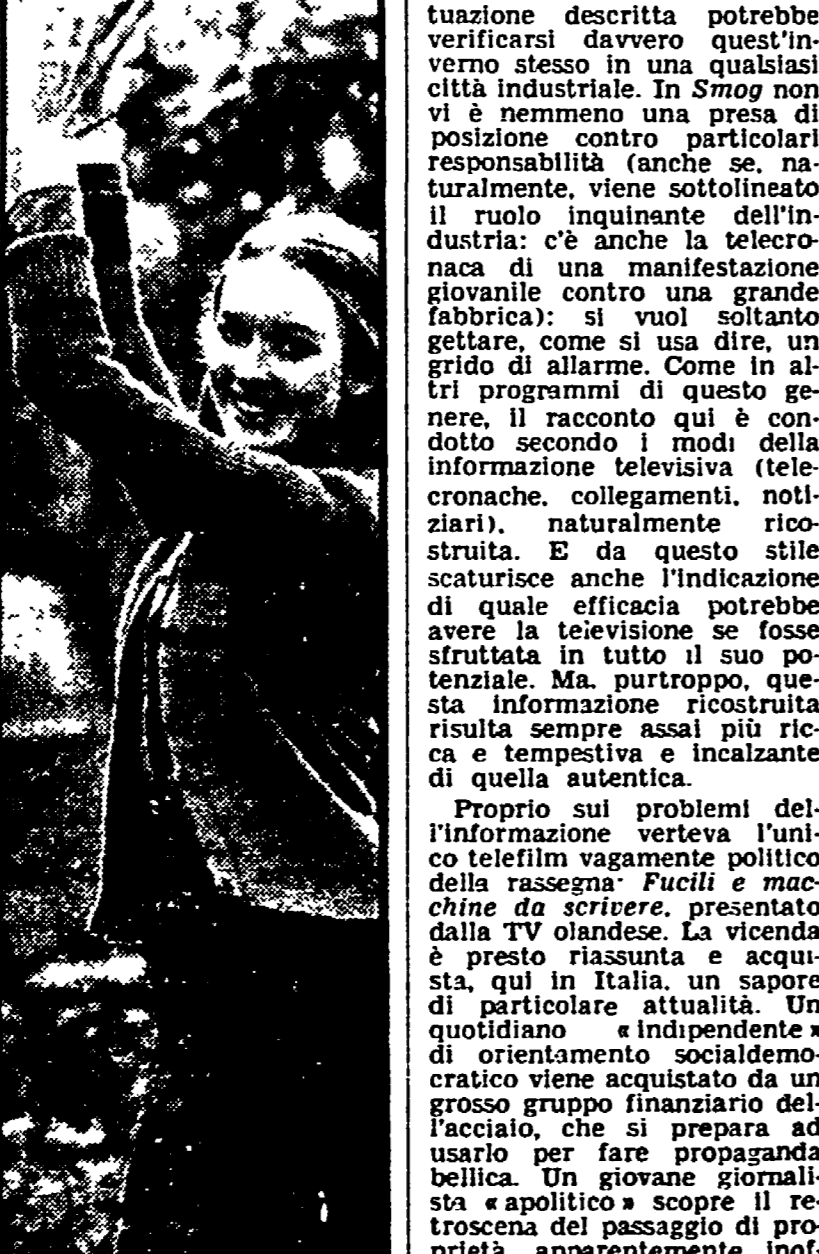 tuazione descritta potrebbe
verificarsi davvero quest'in-
verno stesso in una qualsiasi
città industriale. In Smog non
vi è nemmeno una presa di
posizione contro particolari
responsabilità (anche se, na-
turalmente, viene sottolineato
il ruolo inquinante dell'in-
dustria: c'è anche la telecro-
naca di una manifestazione
giovanile contro una grande
fabbrica): si vuol soltanto
gettare, come si usa dire, un
grido di allarme. Come in al-
tri programmi di questo ge-
nere, il racconto qui è con-
dotto secondo i modi della
informazione televisiva (tele-
cronache, collegamenti, noti-
ziari), naturalmente rico-
struita. E da questo stile
scaturisce anche l'indicazione
di quale efficacia potrebbe
avere la televisione se fosse
sfruttata in tutto il suo po-
tenziale. Ma, purtroppo, que-
sta informazione ricostruita
risulta sempre assai più ric-
ca e tempestiva e incalzante
di quella autentica.
Proprio sui problemi del-
l'informazione verteva l'uni-
co telefilm vagamente politico
della rassegna: Fucili e mac-
chine da scrivere, presentato
dalla TV olandese. La vicenda
è presto riassunta e acqui-
sta, qui in Italia, un sapore
di particolare attualità. Un
quotidiano « indipendente »
di orientamento socialdemo-
cratico viene acquistato da un
grosso gruppo finanziario del-
l'acciaio, che si prepara ad
usarlo per fare propaganda
bellica. Un giovane giornali-
sta « apolitico » scopre il re-
troscena del passaggio di pro-
prietà apparentemente inof-